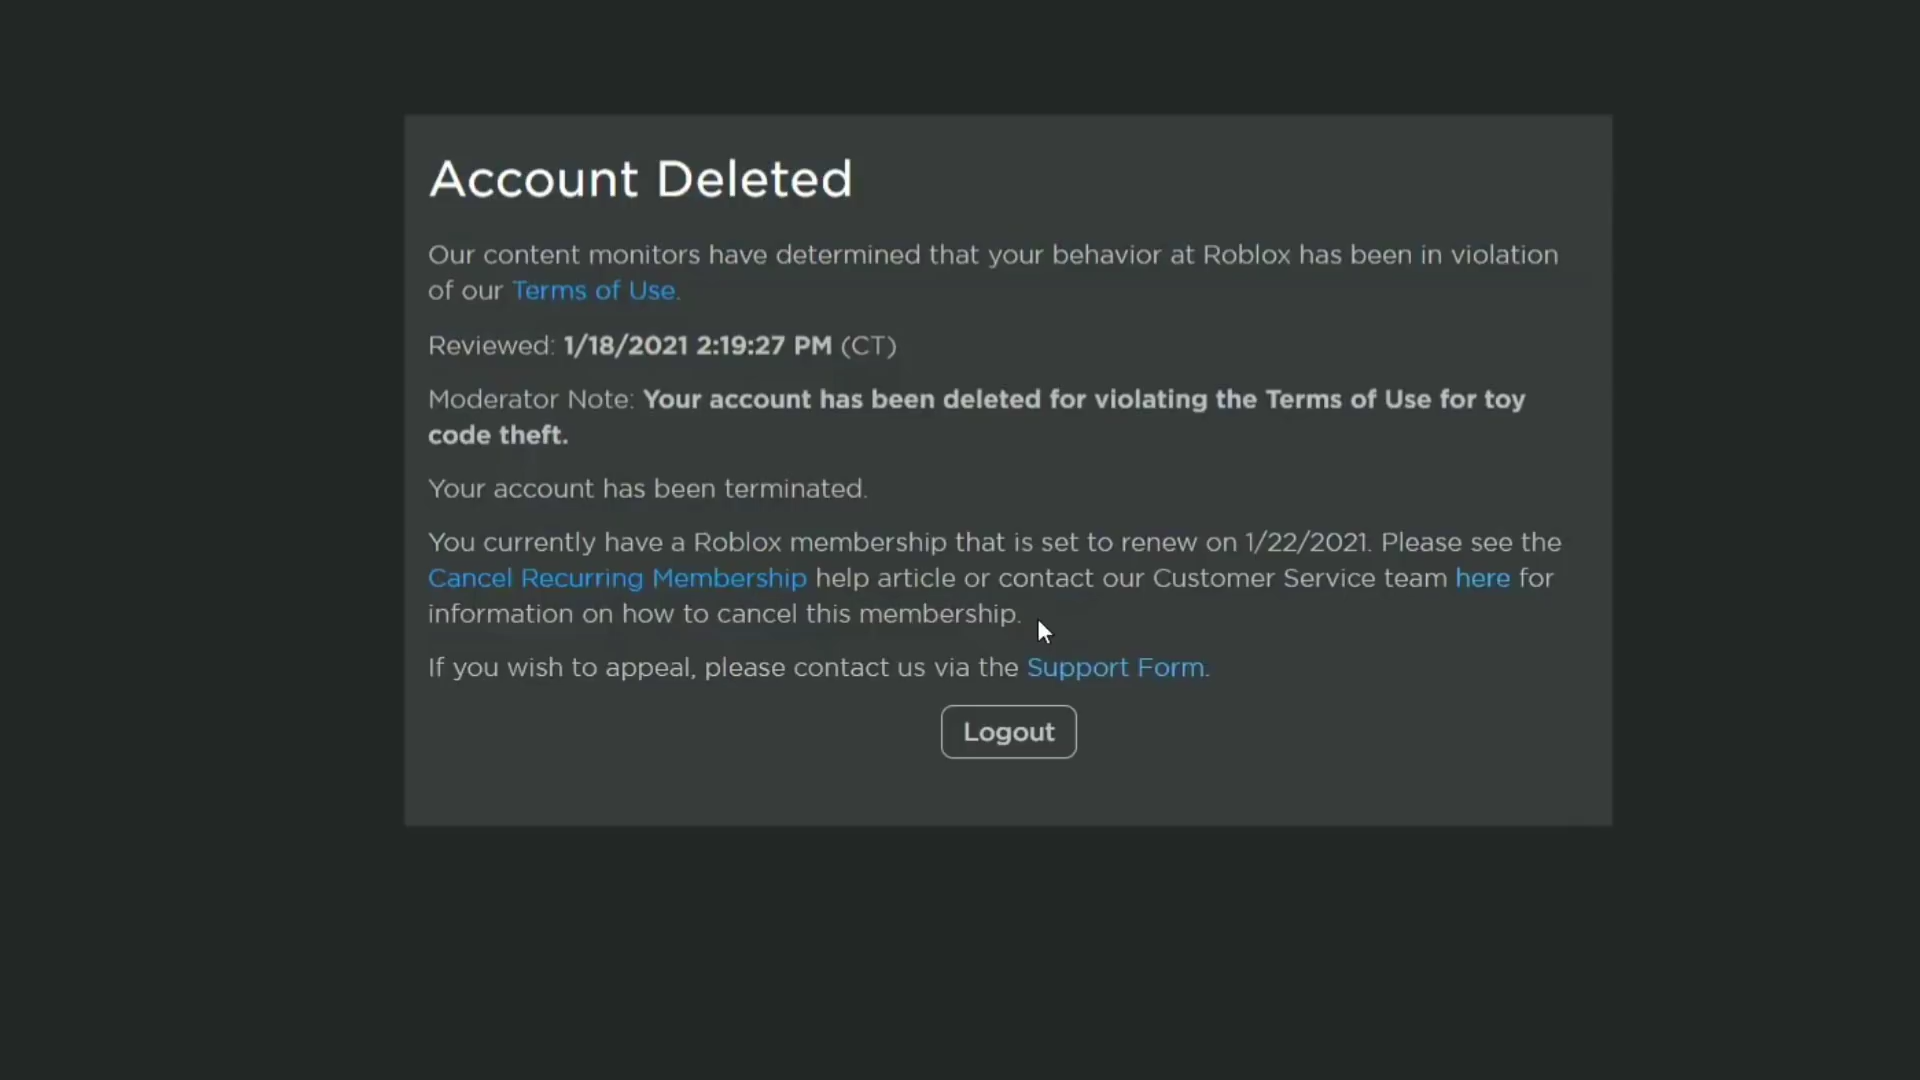 Account Deleted
Our content monitors have determined that your behavior at Roblox has been in violation
of our Terms of Use.
Reviewed: 1/18/2021 2:19:27 PM (CT)
Moderator Note: Your account has been deleted for violating the Terms of Use for toy
code theft.
Your account has been terminated.
You currently have a Roblox membership that is set to renew on 1/22/2021. Please see the
Cancel Recurring Membership help article or contact our Customer Service team here for
information on how to cancel this membership.
If you wish to appeal, please contact us via the Support Form.
Logout